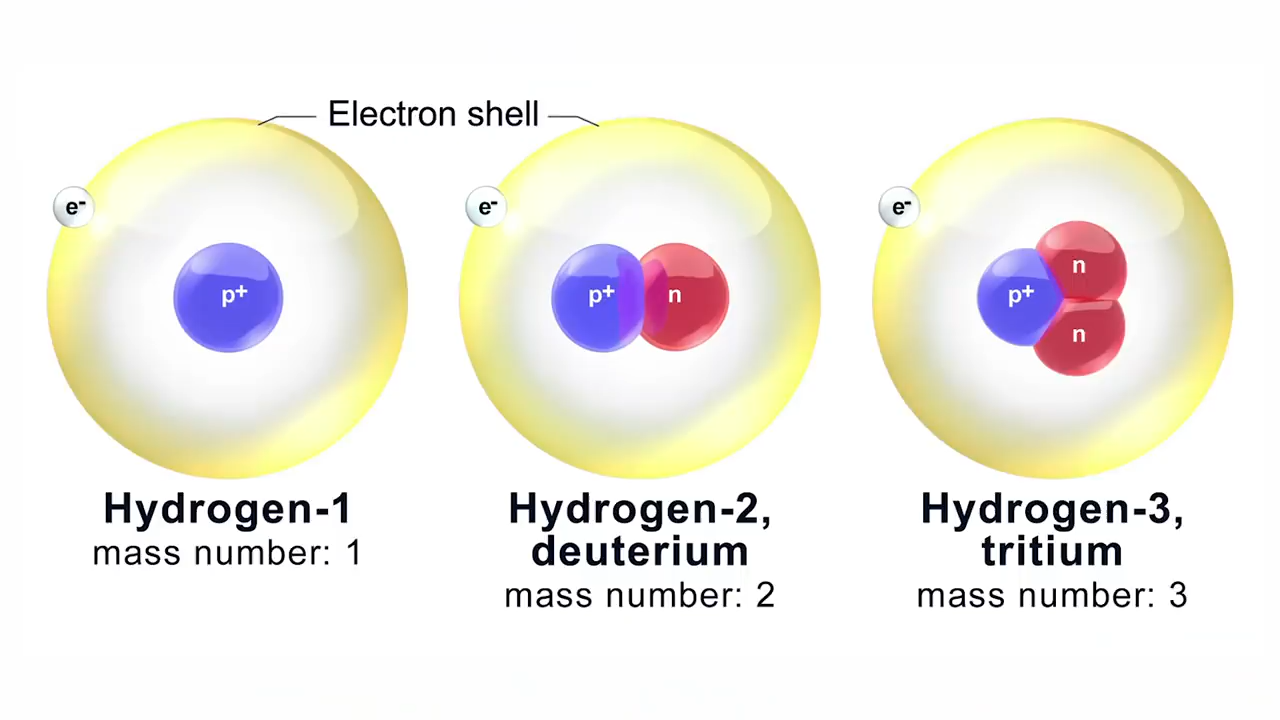 Electron shell
e-
e-
e-
p+
p+
n
p+
n
n
Hydrogen-1
mass number: 1
Hydrogen-2,
deuterium
mass number: 2
Hydrogen-3,
tritium
mass number: 3